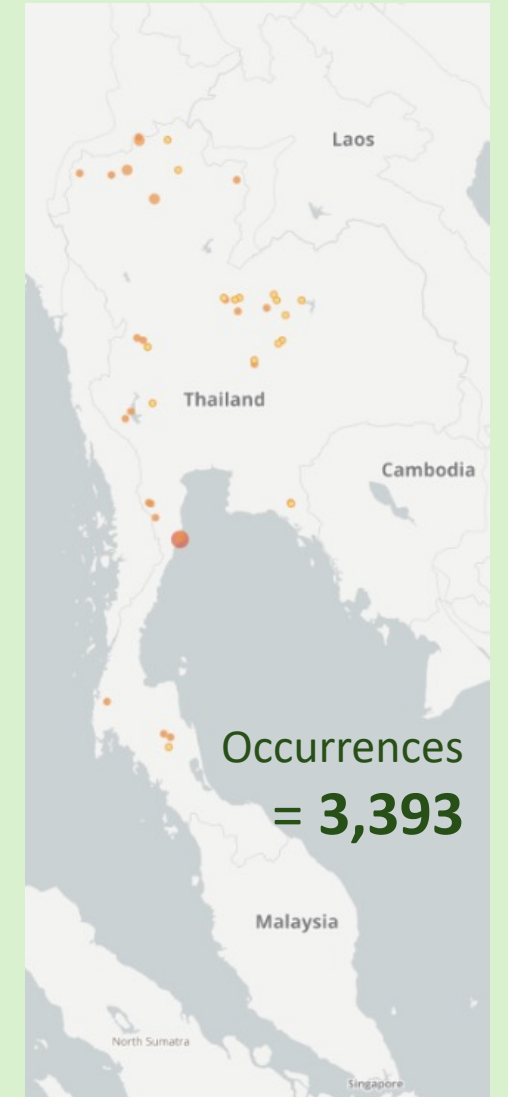 Laos
Thailand
Cambodia
Occurrences
= 3,393
Malaysia
North Sumatra
Singapore